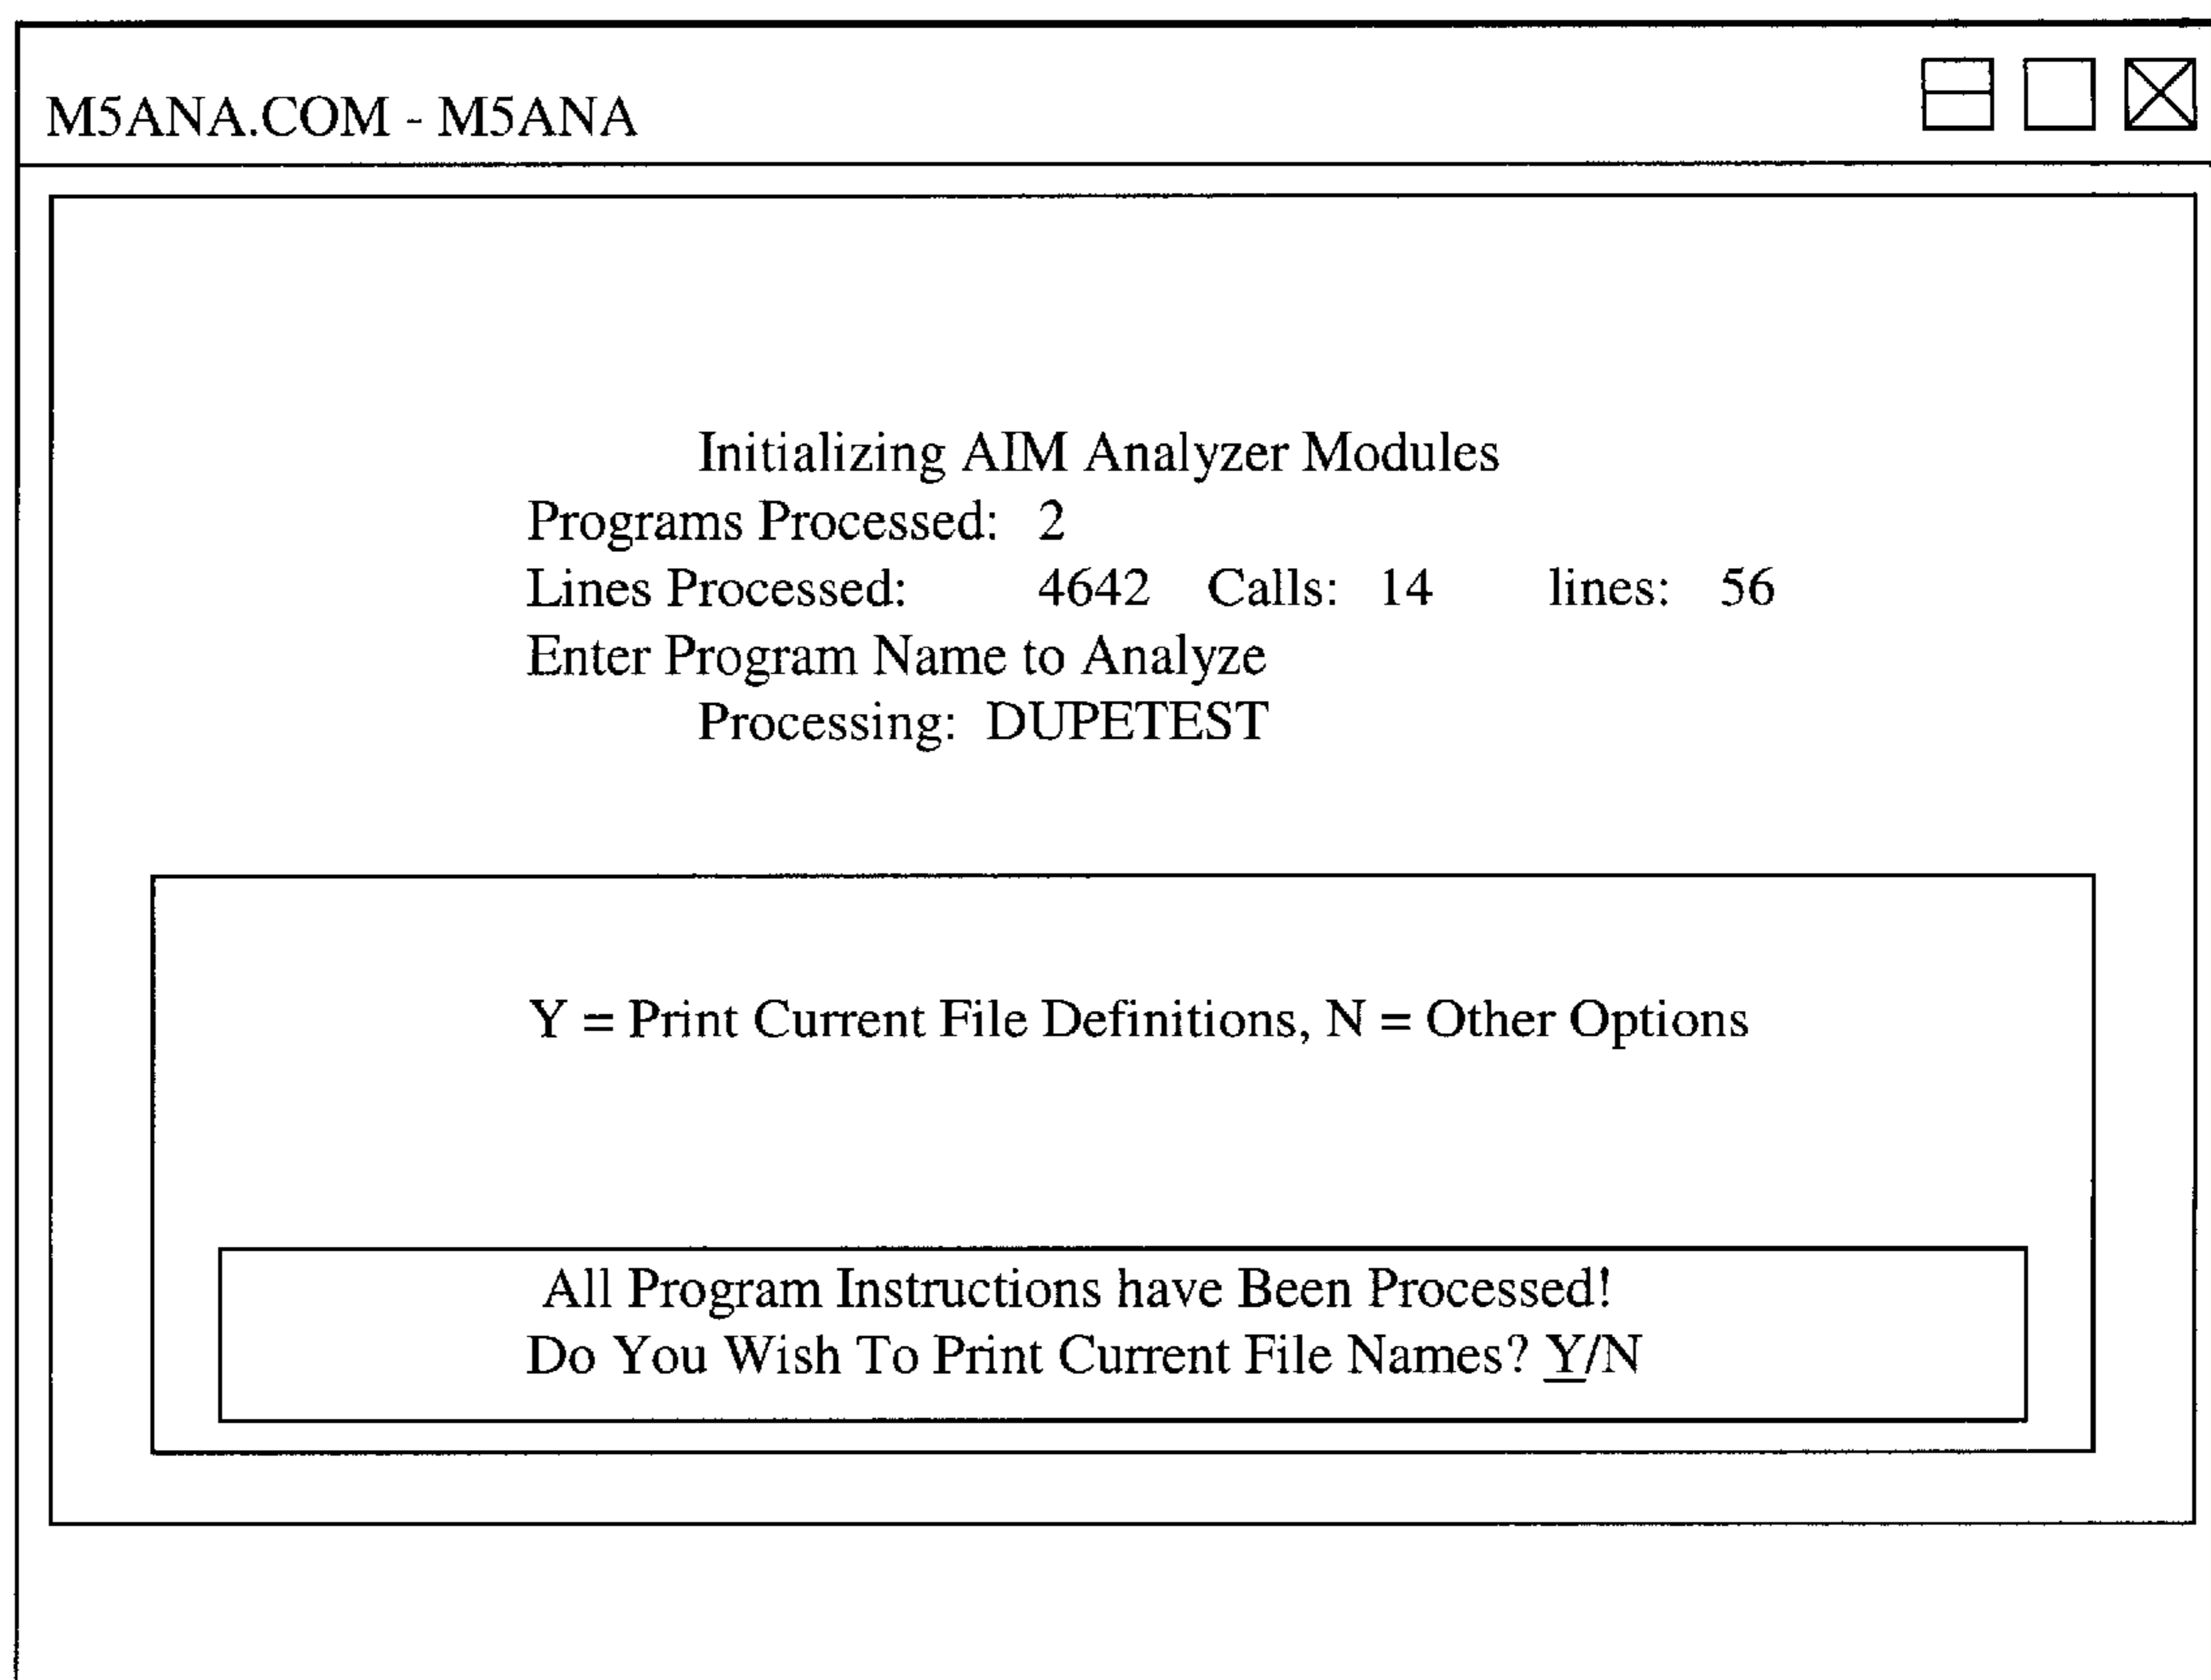 M5ANA.COM - M5ANA
Initializing AIM Analyzer Modules
Programs Processed: 2
Lines Processed: 4642 Calls: 14 lines: 56
Enter Program Name to Analyze
Processing: DUPETEST
Y = Print Current File Definitions, N = Other Options
All Program Instructions have Been Processed!
Do You Wish To Print Current File Names? Y/N